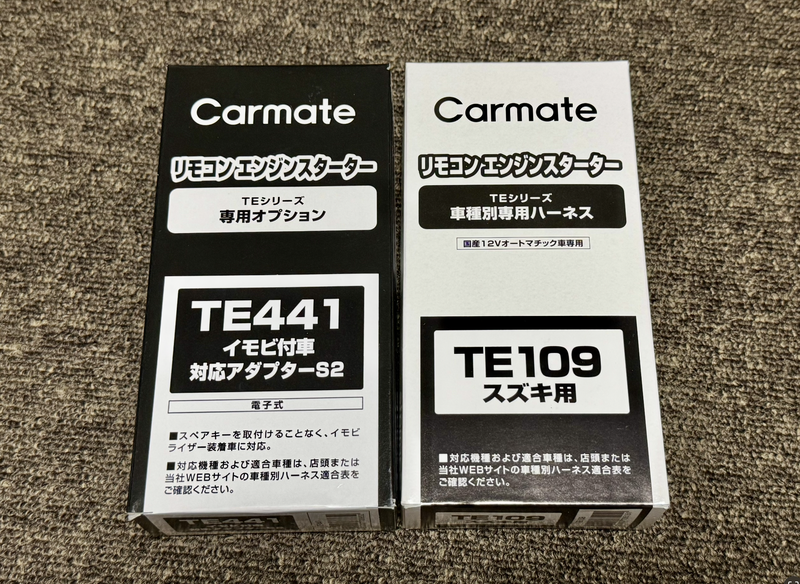 Carmate
リモコンエンジンスターター
TEシリーズ
専用オプション
TE441
イモビ付車
対応アダプターS2
電子式
■スペアキーを取付けることなく、イモビ
ライザー装着車に対応。
■対応機種および適合車種は、店頭または
当社WEBサイトの車種別ハーネス適合表を
ご確認ください。
TE441
Carmate
リモコンエンジンスターター
TEシリーズ
車種別専用ハーネス
国産12Vオートマチック車専用
TE109
スズキ用
■対応機種および適合車種は、店頭または
当社WEBサイトの車種別ハーネス適合表を
ご確認ください。
TE109